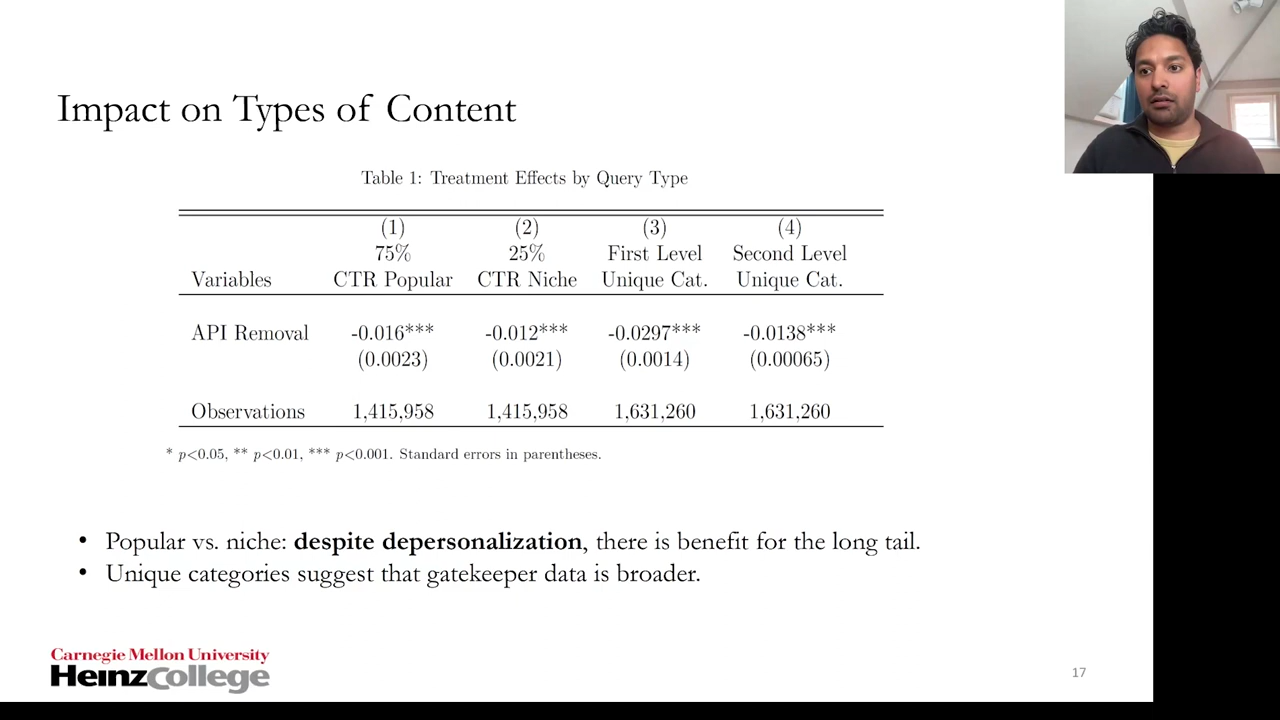 Impact on Types of Content
Table 1: Treatment Effects by Query Type
(1) (2) (3) (4)
75% 25% First Level Second Level
Variables CTR Popular CTR Niche Unique Cat. Unique Cat.
API Removal -0.016*** -0.012*** -0.0297*** -0.0138***
(0.0023) (0.0021) (0.0014) (0.00065)
Observations 1,415,958 1,415,958 1,631,260 1,631,260
* p<0.05, ** p<0.01, *** p<0.001. Standard errors in parentheses.
• Popular vs. niche: despite depersonalization, there is benefit for the long tail.
• Unique categories suggest that gatekeeper data is broader.
Carnegie Mellon University
HeinzCollege
17